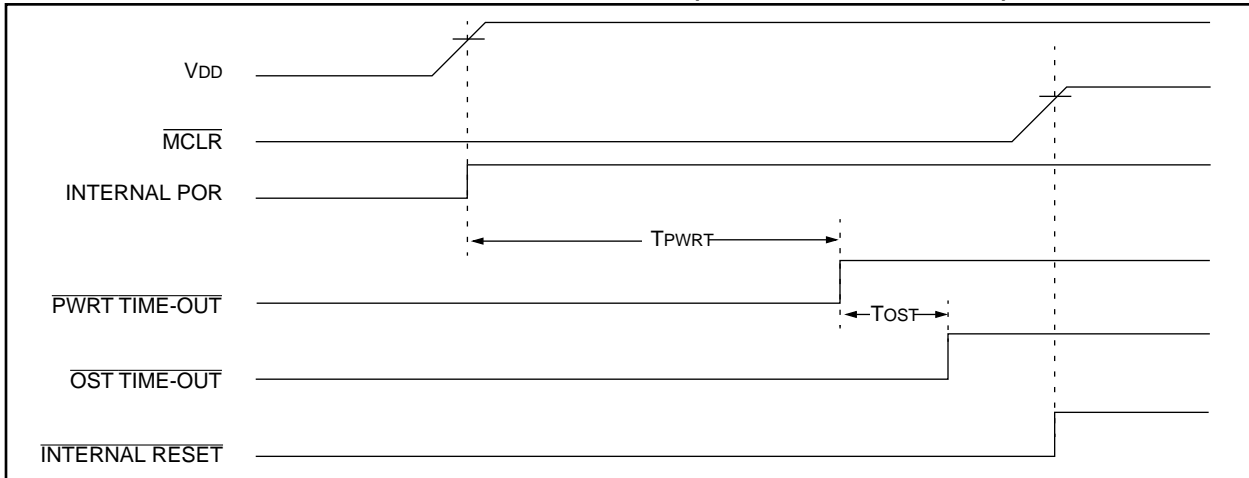 VDD
MCLR
INTERNAL POR
TPWRT
PWRT TIME-OUT
TOST
OST TIME-OUT
INTERNAL RESET